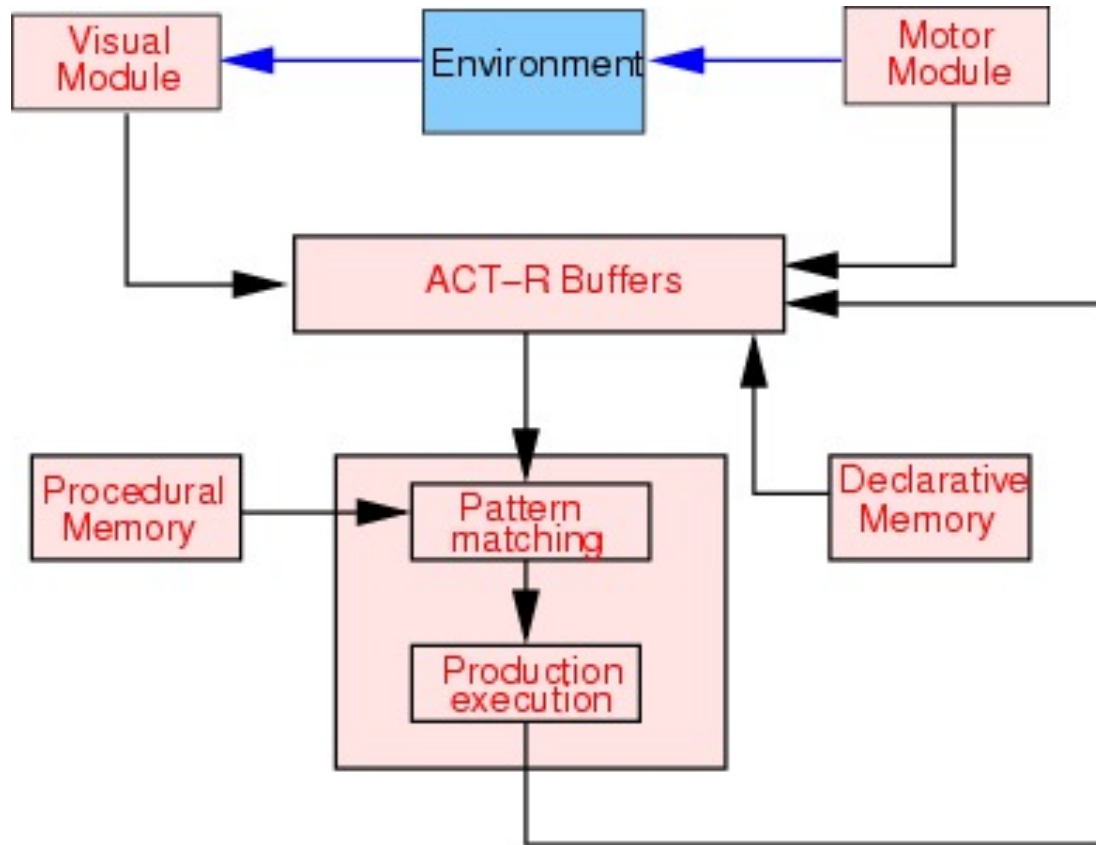 Visual
Module
Environment
Motor
Module
ACT-R Buffers
Procedural
Memory
Pattern
matching
Declarative
Memory
Production
execution